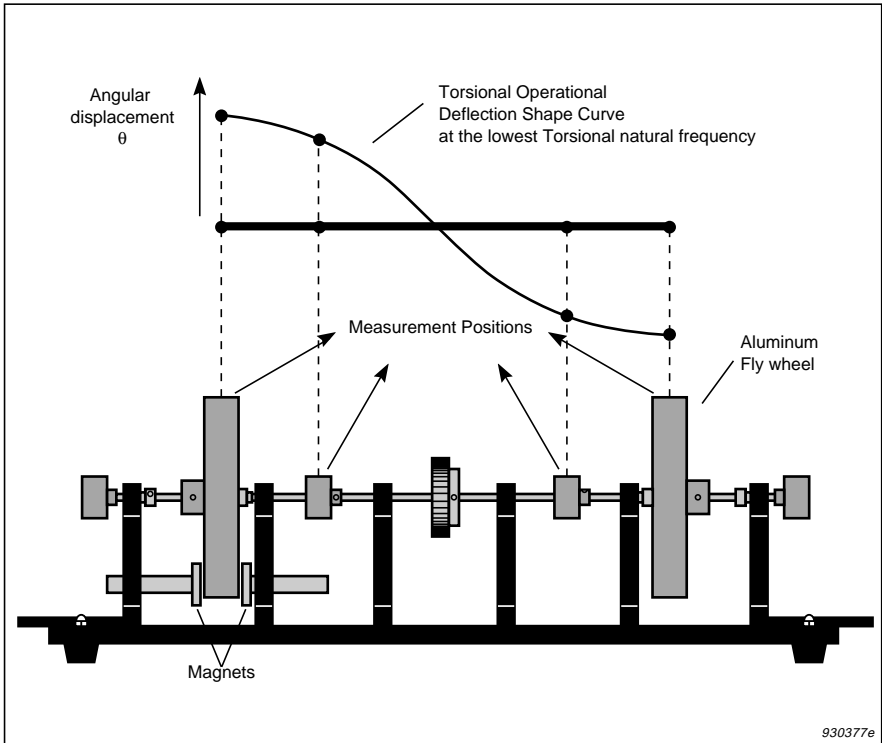 Angular
displacement
θ
Torsional Operational
Deflection Shape Curve
at the lowest Torsional natural frequency
Measurement Positions
Aluminum
Fly wheel
Magnets
930377e